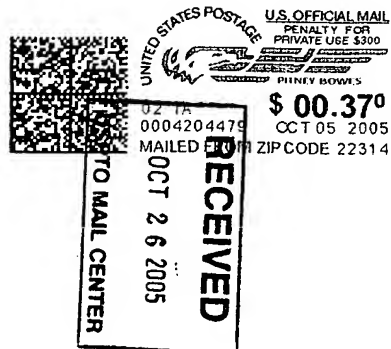 UNITED STATES POSTAGE
U.S. OFFICIAL MAIL
PENALTY FOR
PRIVATE USE $300
PITNEY BOWES
02 1A
$ 00.37⁰
0004204479
OCT 05 2005
MAILED FROM ZIP CODE 22314
RECEIVED
OCT 26 2005
TO MAIL CENTER